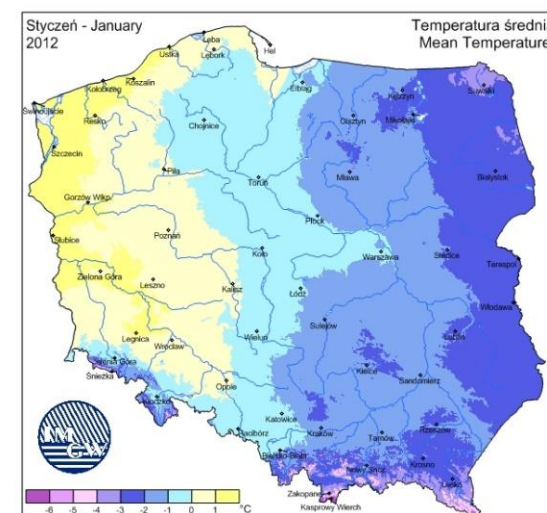 Styczeń - January
2012
Temperatura średni
Mean Temperature
Łeba
Hel
Ustka
Lębork
Koszalin
Kołobrzeg
Elbląg
Kętrzyn
Suwałki
Świnoujście
Resko
Chojnice
Olsztyn
Mikołajki
Szczecin
Piła
Toruń
Mława
Białystok
Gorzów Wlkp.
Płock
Słubice
Poznań
Koło
Warszawa
Siedlce
Terespol
Zielona Góra
Leszno
Kalisz
Łódź
Włodawa
Sulejów
Legnica
Wrocław
Wieluń
Lublin
Jelenia Góra
Śnieżka
Kielce
Opole
Sandomierz
Kłodzko
Katowice
Racibórz
Kraków
Tarnów
Rzeszów
Bielsko-Biała
Nowy Sącz
Krosno
Lesko
Zakopane
Kasprowy Wierch
IMGW
-6 -5 -4 -3 -2 -1 0 1 °C